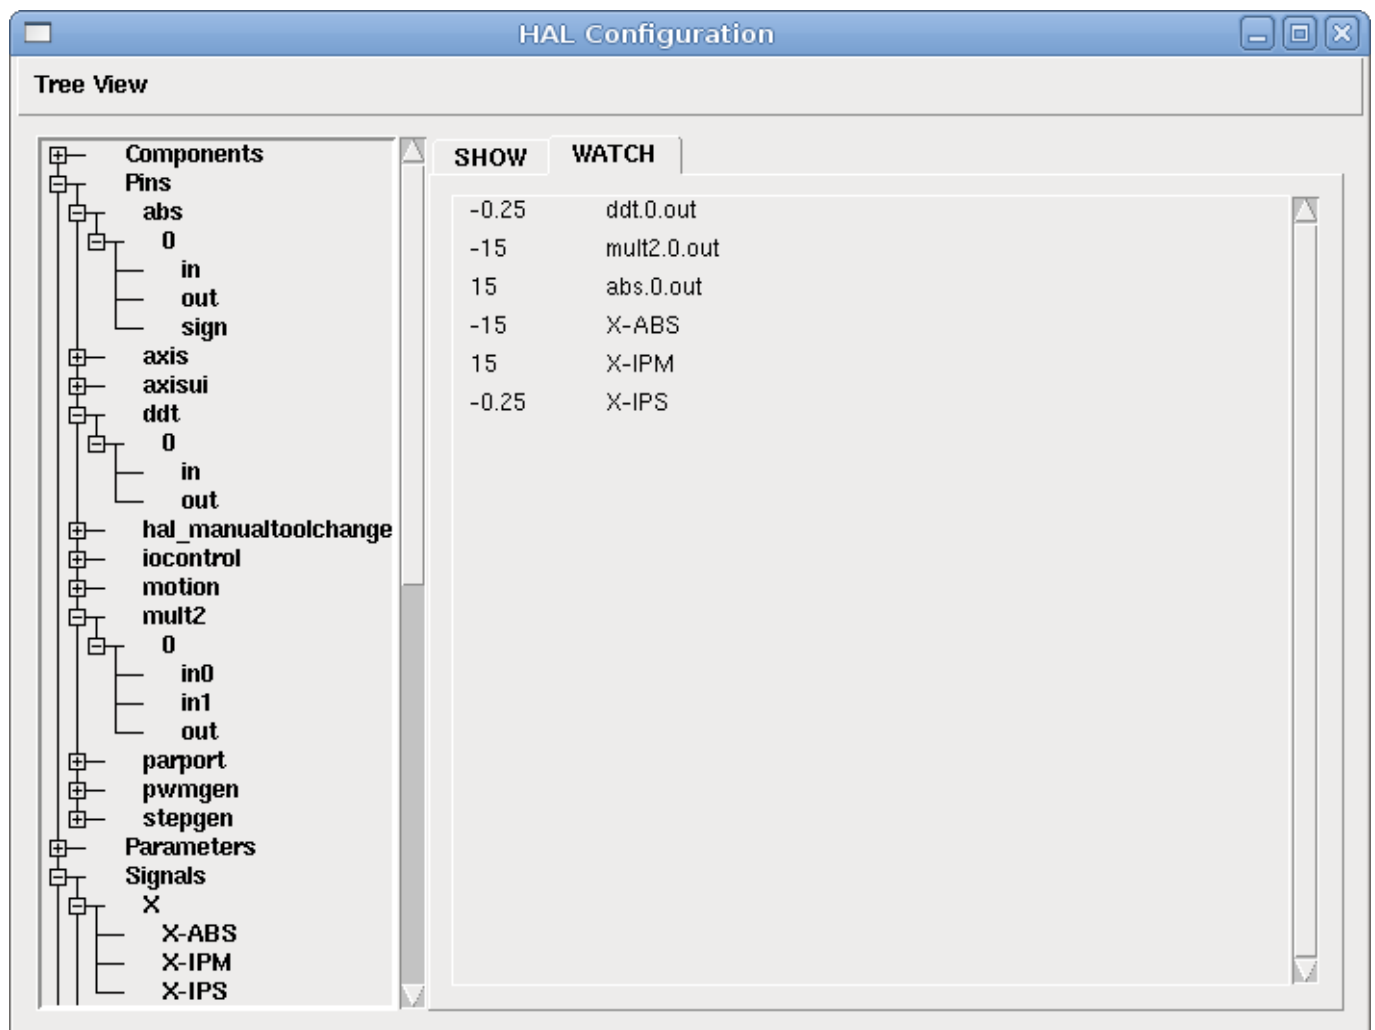 HAL Configuration
Tree View
Components
Pins
abs
0
in
out
sign
axis
axisui
ddt
0
in
out
hal_manualtoolchange
iocontrol
motion
mult2
0
in0
in1
out
parport
pwmgen
stepgen
Parameters
Signals
X
X-ABS
X-IPM
X-IPS
SHOW WATCH
-0.25 ddt.0.out
-15 mult2.0.out
15 abs.0.out
-15 X-ABS
15 X-IPM
-0.25 X-IPS